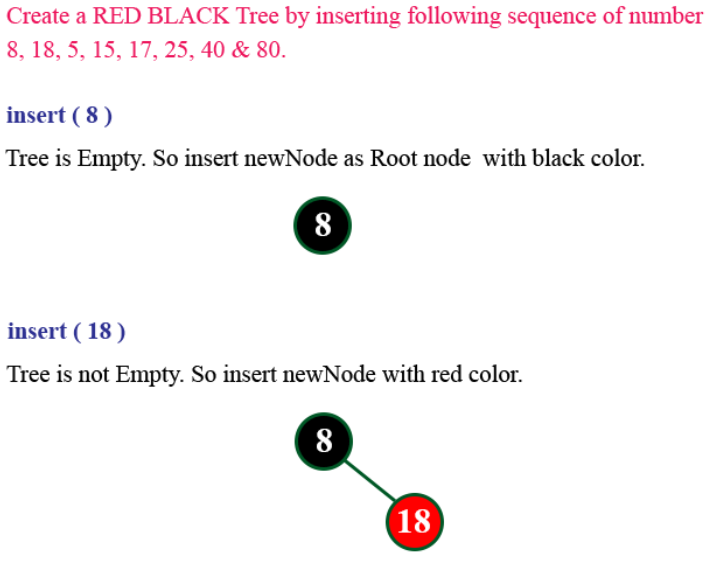 Create a RED BLACK Tree by inserting following sequence of number
8, 18, 5, 15, 17, 25, 40 & 80.
insert ( 8 )
Tree is Empty. So insert newNode as Root node with black color.
8
insert ( 18 )
Tree is not Empty. So insert newNode with red color.
8
18